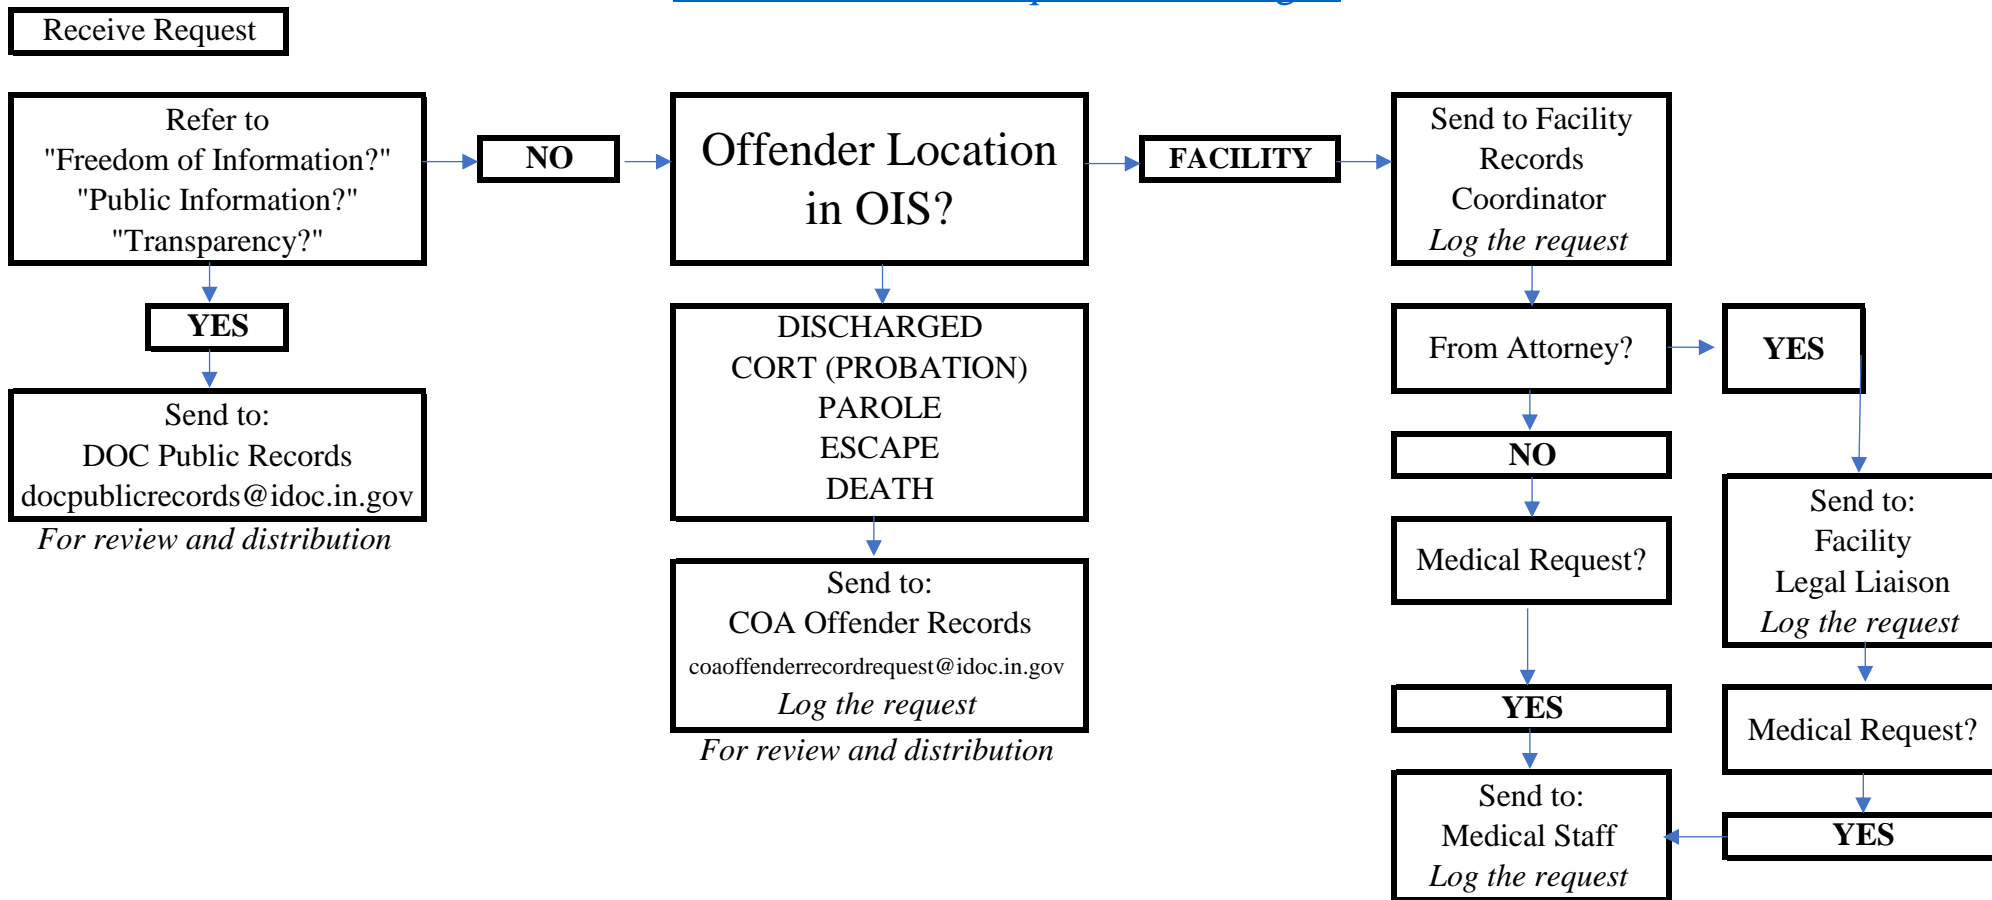 Receive Request
Refer to
"Freedom of Information?"
"Public Information?"
"Transparency?"
NO
Offender Location
in OIS?
FACILITY
Send to Facility
Records
Coordinator
Log the request
YES
Send to:
DOC Public Records
docpublicrecords@idoc.in.gov
For review and distribution
DISCHARGED
CORT (PROBATION)
PAROLE
ESCAPE
DEATH
Send to:
COA Offender Records
coaoffenderrecordrequest@idoc.in.gov
Log the request
For review and distribution
From Attorney?
YES
NO
Medical Request?
YES
Send to:
Facility
Legal Liaison
Log the request
Medical Request?
YES
Send to:
Medical Staff
Log the request